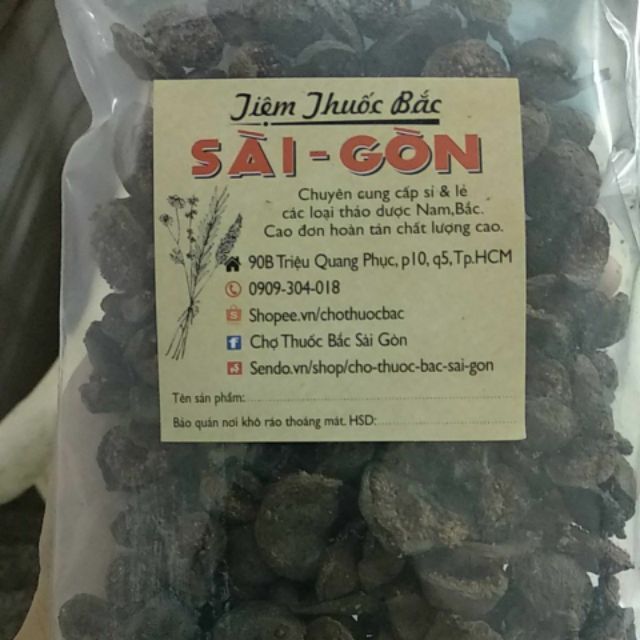 Tiệm Thuốc Bắc
SÀI-GÒN
Chuyên cung cấp sỉ & lẻ
các loại thảo dược Nam,Bắc.
Cao đơn hoàn tán chất lượng cao.
90B Triệu Quang Phục, p10, q5,Tp.HCM
0909-304-018
Shopee.vn/chothuocbac
Chợ Thuốc Bắc Sài Gòn
Sendo.vn/shop/cho-thuoc-bac-sai-gon
Tên sản phẩm:
Bảo quản nơi khô ráo thoáng mát. HSD: